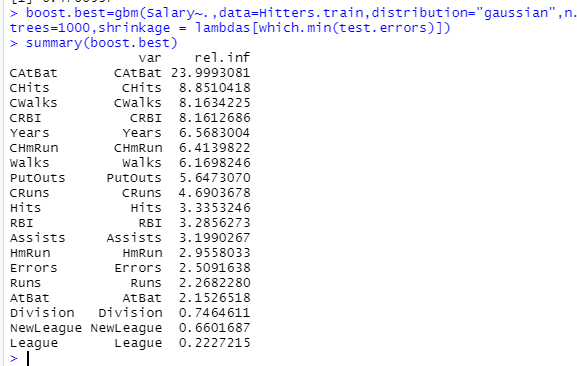 > boost.best=gbm(Salary~.,data=Hitters.train,distribution="gaussian",n.
trees=1000,shrinkage = lambdas[which.min(test.errors)])
> summary(boost.best)
var rel.inf
CAtBat CAtBat 23.9993081
CHits CHits 8.8510418
CWalks CWalks 8.1634225
CRBI CRBI 8.1612686
Years Years 6.5683004
CHmRun CHmRun 6.4139822
Walks Walks 6.1698246
PutOuts PutOuts 5.6473070
CRuns CRuns 4.6903678
Hits Hits 3.3353246
RBI RBI 3.2856273
Assists Assists 3.1990267
HmRun HmRun 2.9558033
Errors Errors 2.5091638
Runs Runs 2.2682280
AtBat AtBat 2.1526518
Division Division 0.7464611
NewLeague NewLeague 0.6601687
League League 0.2227215
>